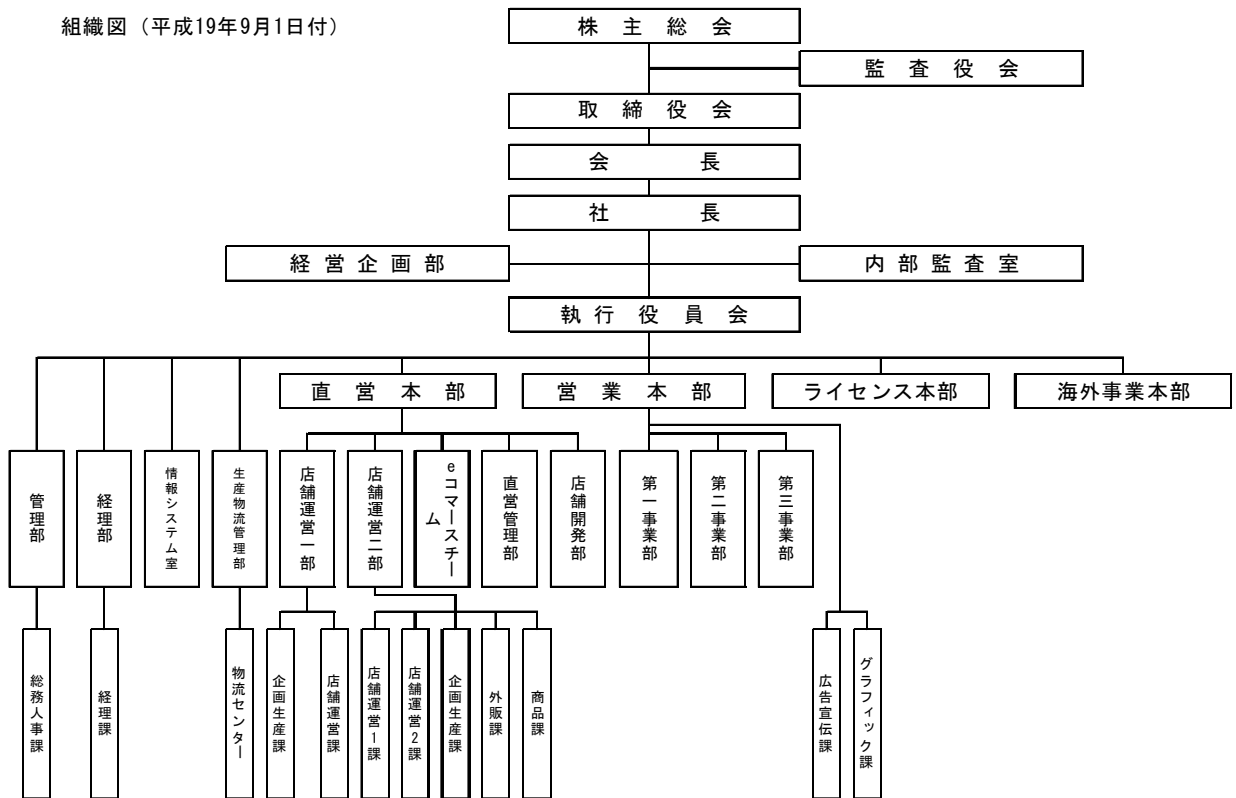 組織図（平成19年9月1日付）
株主総会
監査役会
取締役会
会長
社長
経営企画部
内部監査室
執行役員会
直営本部
営業本部
ライセンス本部
海外事業本部
管理部
経理部
情報システム室
生産物流管理部
店舗運営一部
店舗運営二部
eコマースチーム
直営管理部
店舗開発部
第一事業部
第二事業部
第三事業部
総務人事課
経理課
物流センター
企画生産課
店舗運営課
店舗運営1課
店舗運営2課
企画生産課
外販課
商品課
広告宣伝課
グラフィック課